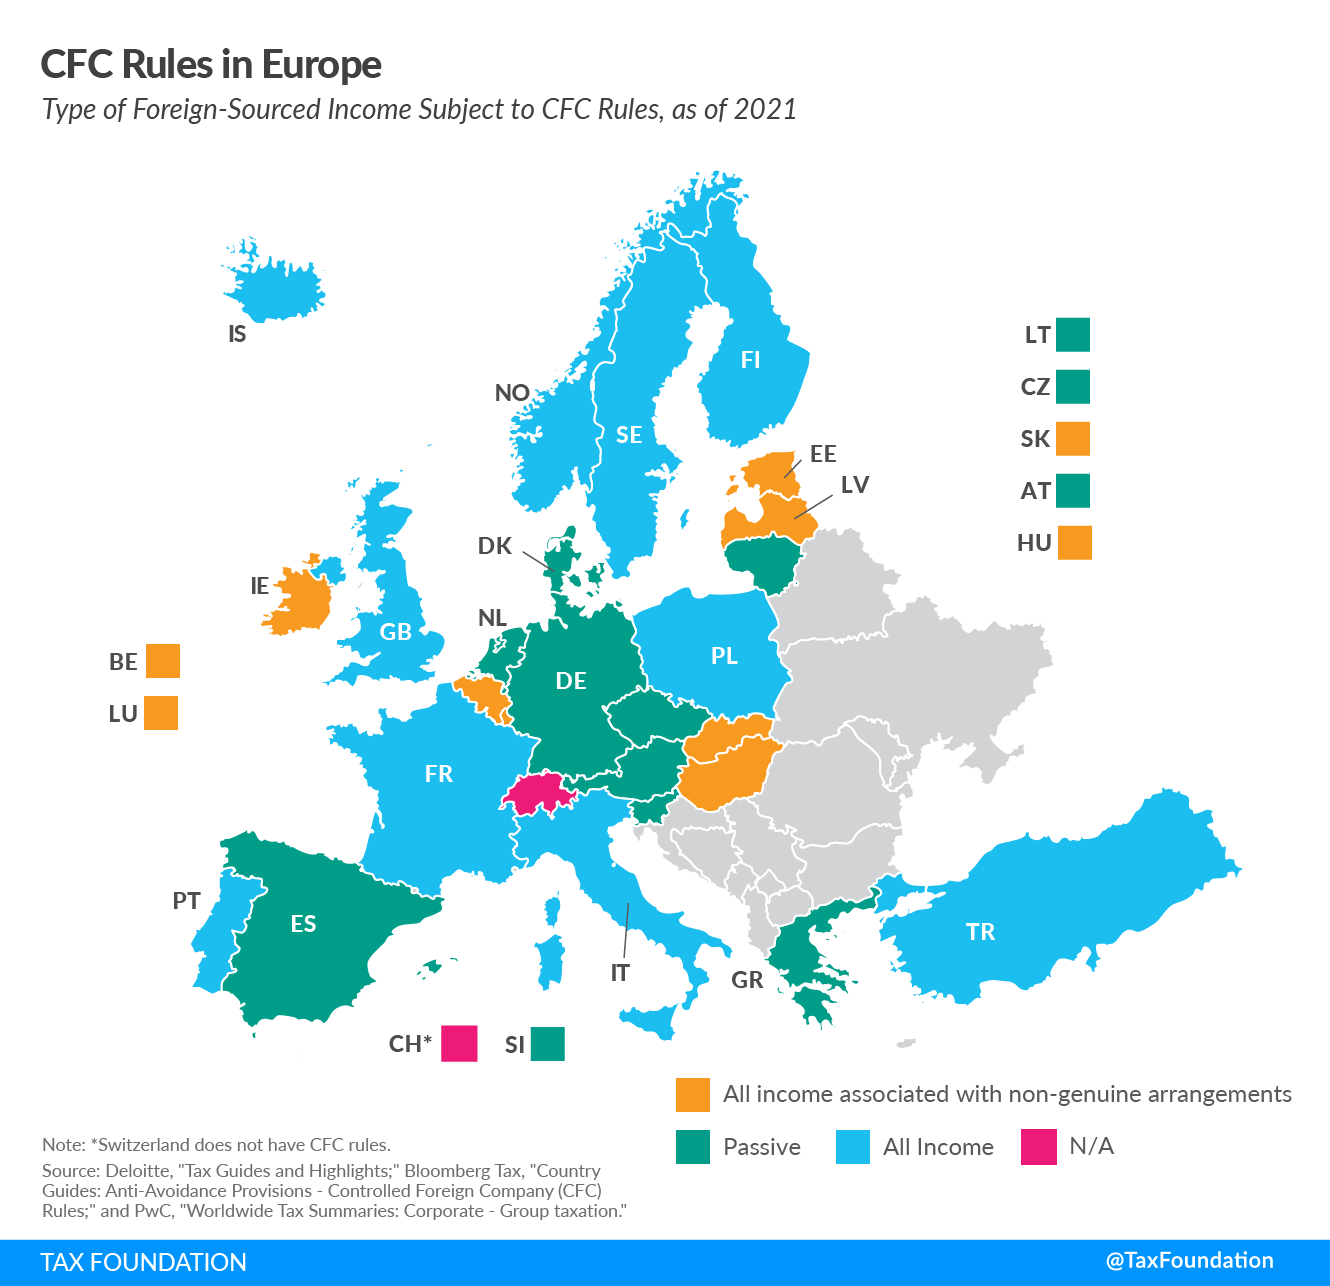 CFC Rules in Europe
Type of Foreign-Sourced Income Subject to CFC Rules, as of 2021
IS
NO
FI
SE
LT
CZ
SK
AT
HU
EE
LV
DK
IE
NL
GB
BE
LU
PL
DE
FR
PT
ES
TR
IT
GR
CH*
SI
All income associated with non-genuine arrangements
Passive
All Income
N/A
Note: *Switzerland does not have CFC rules.
Source: Deloitte, "Tax Guides and Highlights;" Bloomberg Tax, "Country
Guides: Anti-Avoidance Provisions - Controlled Foreign Company (CFC)
Rules;" and PwC, "Worldwide Tax Summaries: Corporate - Group taxation."
TAX FOUNDATION
@TaxFoundation